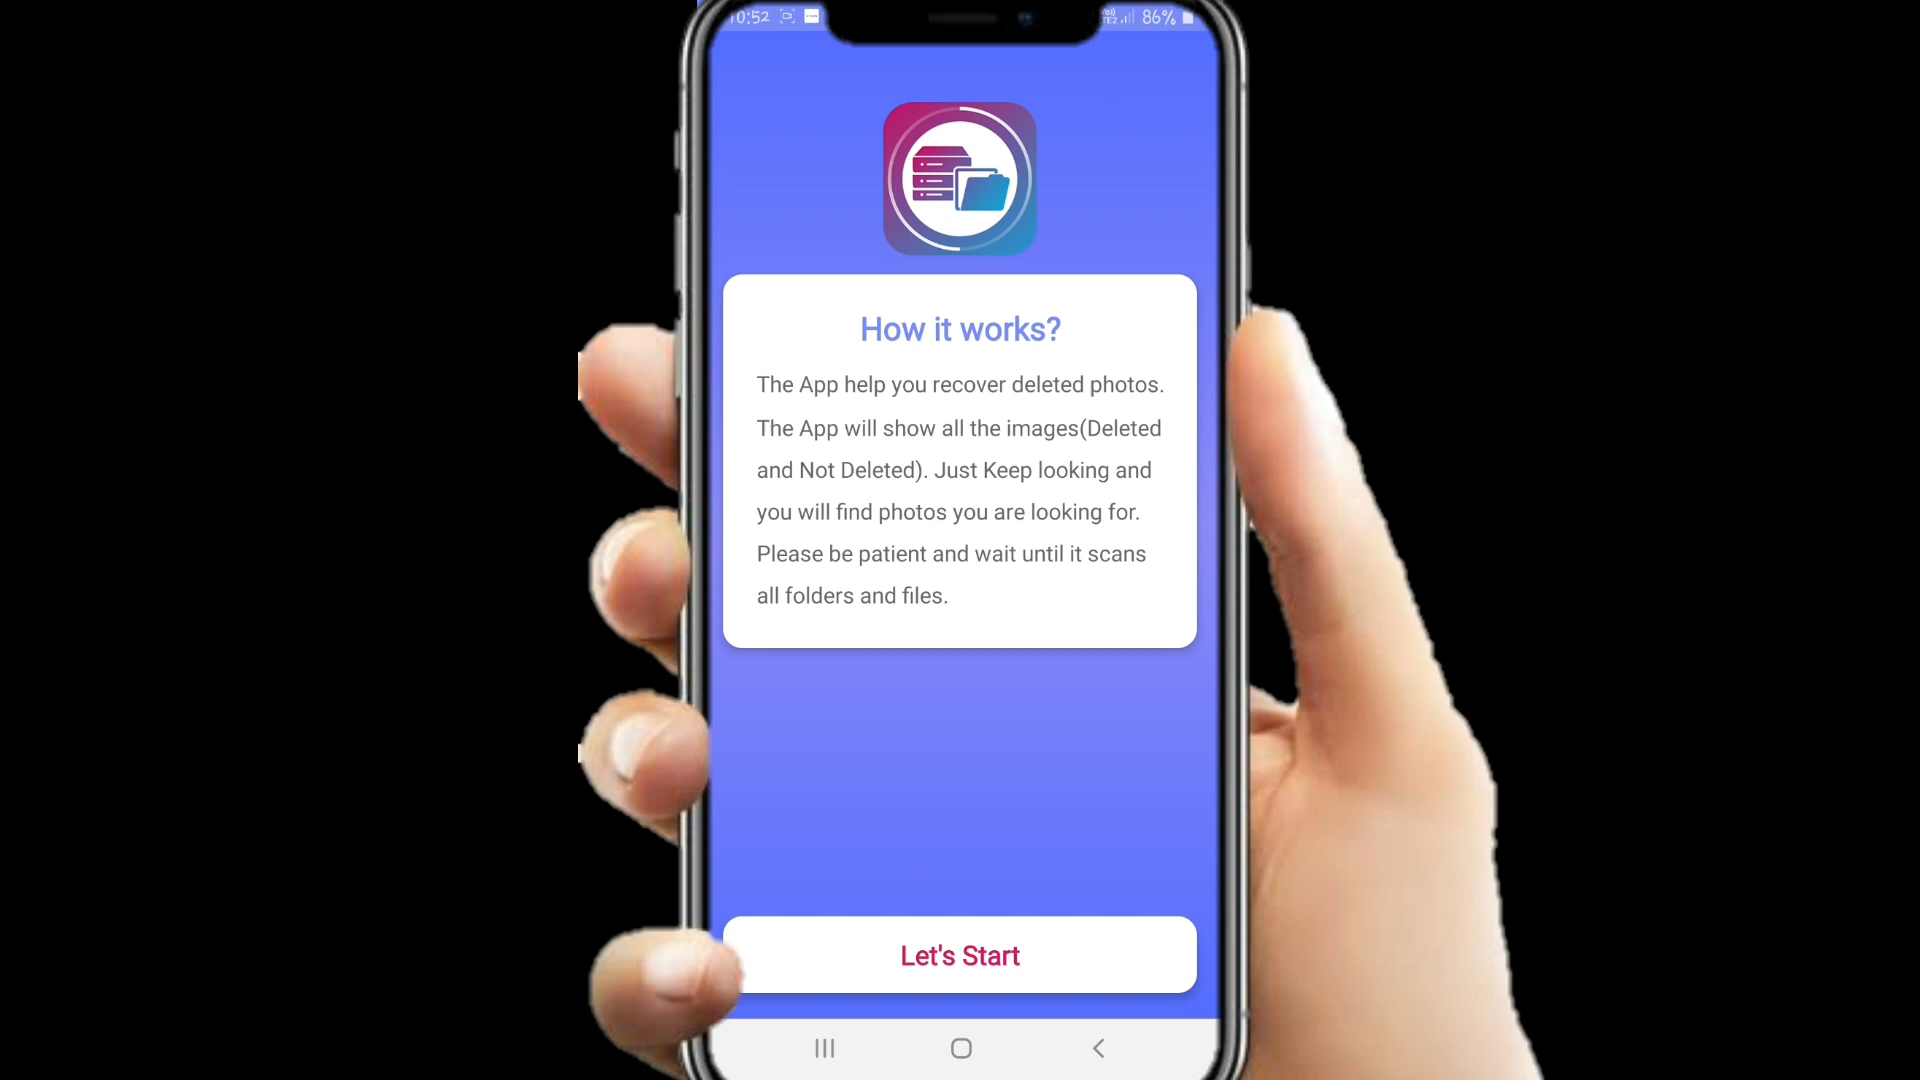 10:52 86%
How it works?
The App help you recover deleted photos.
The App will show all the images(Deleted
and Not Deleted). Just Keep looking and
you will find photos you are looking for.
Please be patient and wait until it scans
all folders and files.
Let's Start